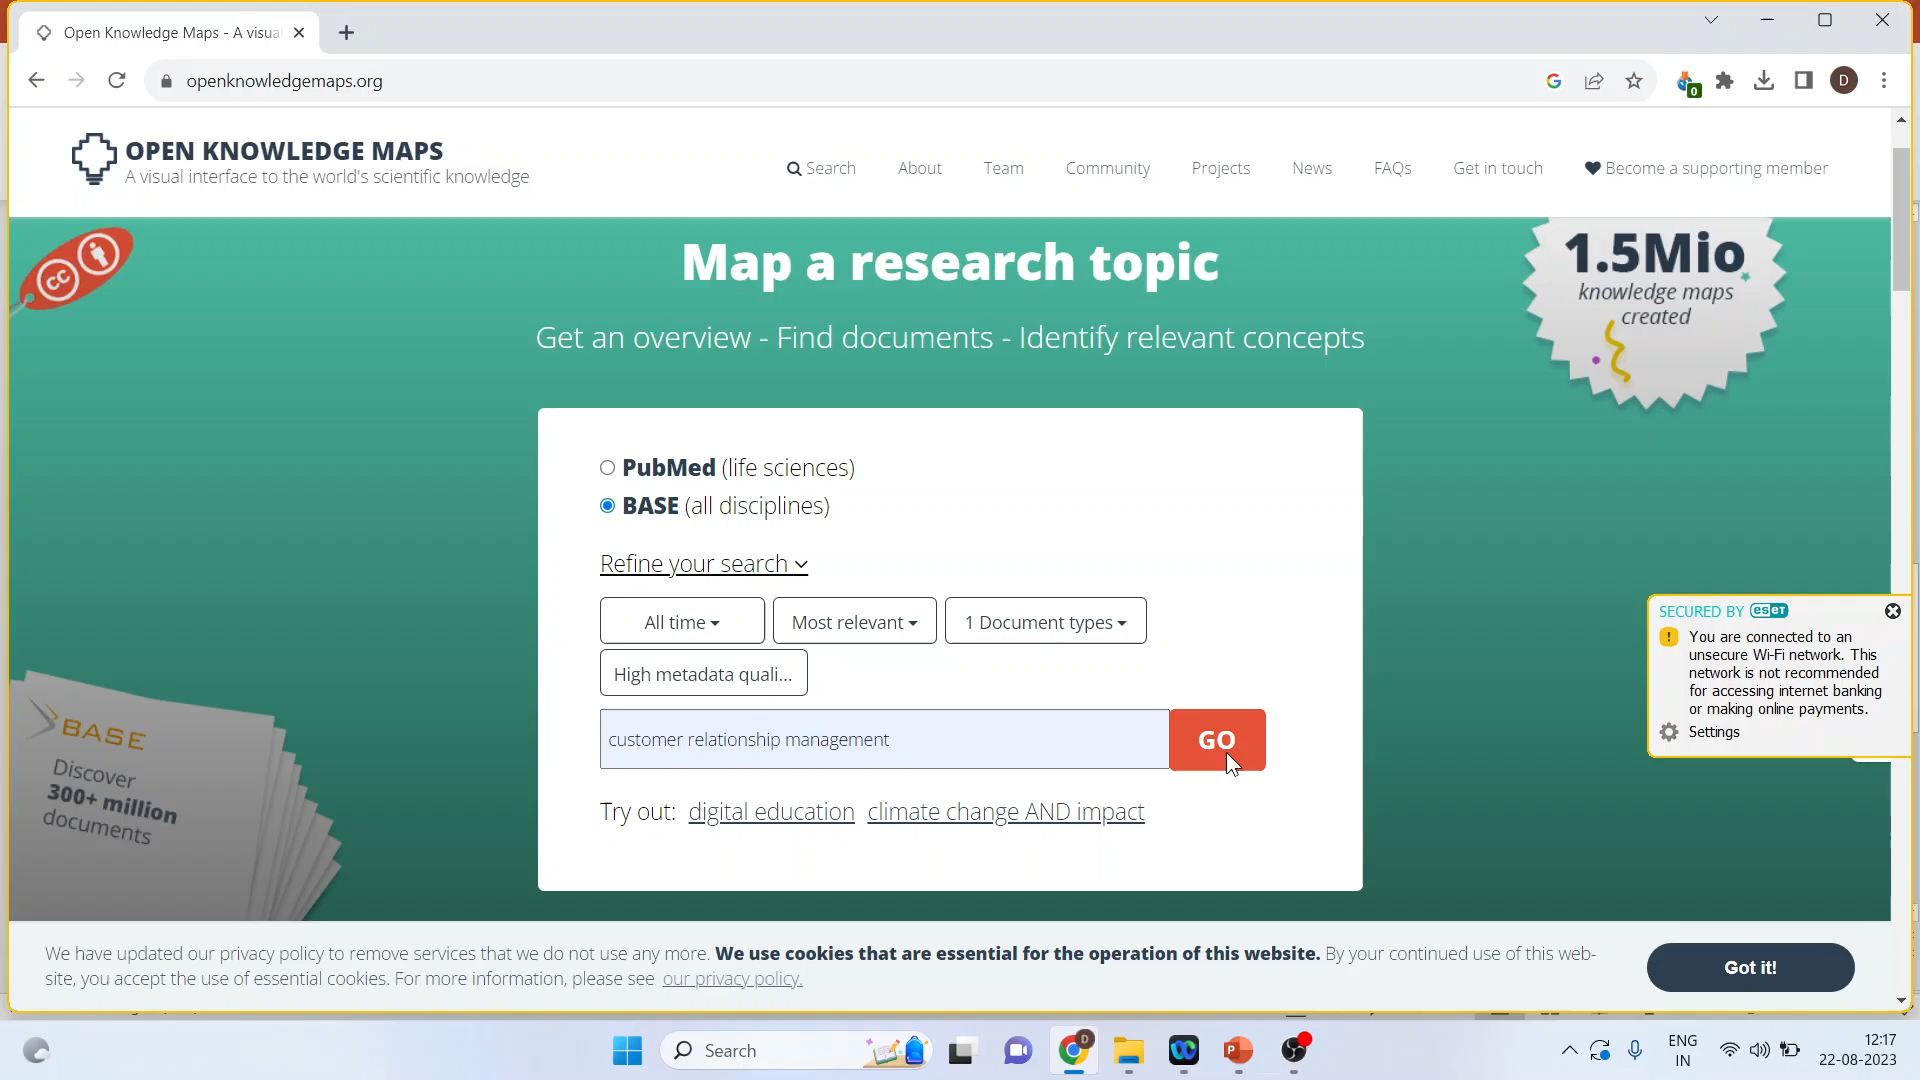 Open Knowledge Maps - A visua
openknowledgemaps.org
0
D
OPEN KNOWLEDGE MAPS
A visual interface to the world's scientific knowledge
Search About Team Community Projects News FAQs Get in touch Become a supporting member
cc
Map a research topic
Get an overview - Find documents - Identify relevant concepts
1.5Mio
knowledge maps
created
PubMed (life sciences)
BASE (all disciplines)
Refine your search
All time Most relevant 1 Document types
High metadata quali...
customer relationship management GO
Try out: digital education climate change AND impact
BASE
Discover
300+ million
documents
SECURED BY eset
You are connected to an
unsecure Wi-Fi network. This
network is not recommended
for accessing internet banking
or making online payments.
Settings
We have updated our privacy policy to remove services that we do not use any more. We use cookies that are essential for the operation of this website. By your continued use of this web-
site, you accept the use of essential cookies. For more information, please see our privacy policy.
Got it!
Search
D
P
ENG
IN
12:17
22-08-2023